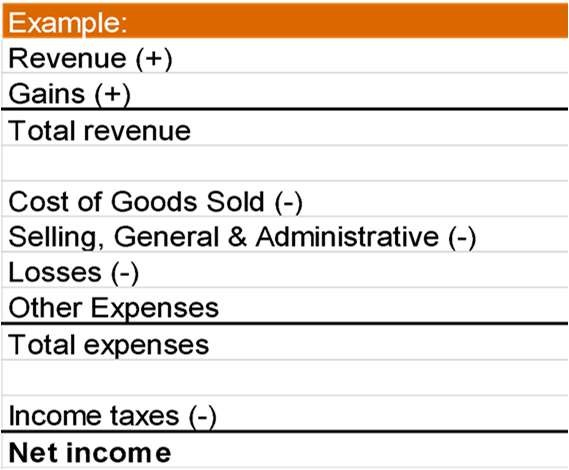 Example:
Revenue (+)
Gains (+)
Total revenue
Cost of Goods Sold (-)
Selling, General & Administrative (-)
Losses (-)
Other Expenses
Total expenses
Income taxes (-)
Net income